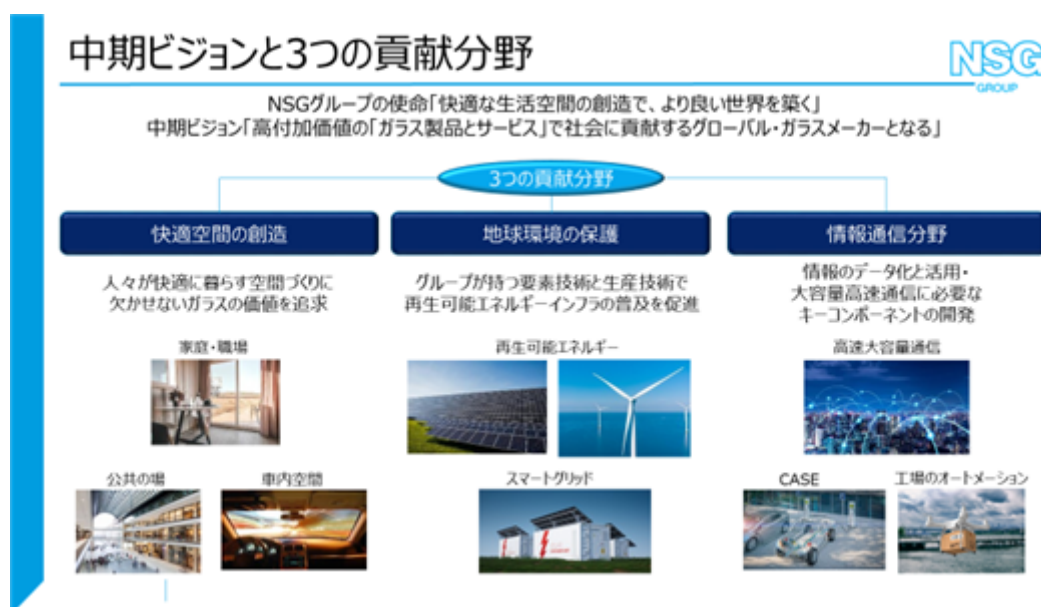 中期ビジョンと3つの貢献分野
NSG
GROUP
NSGグループの使命「快適な生活空間の創造で、より良い世界を築く」
中期ビジョン「高付加価値の「ガラス製品とサービス」で社会に貢献するグローバル・ガラスメーカーとなる」
3つの貢献分野
快適空間の創造
人々が快適に暮らす空間づくりに
欠かせないガラスの価値を追求
家庭・職場
公共の場
車内空間
地球環境の保護
グループが持つ要素技術と生産技術で
再生可能エネルギーインフラの普及を促進
再生可能エネルギー
スマートグリッド
情報通信分野
情報のデータ化と活用・
大容量高速通信に必要な
キーコンポーネントの開発
高速大容量通信
CASE
工場のオートメーション